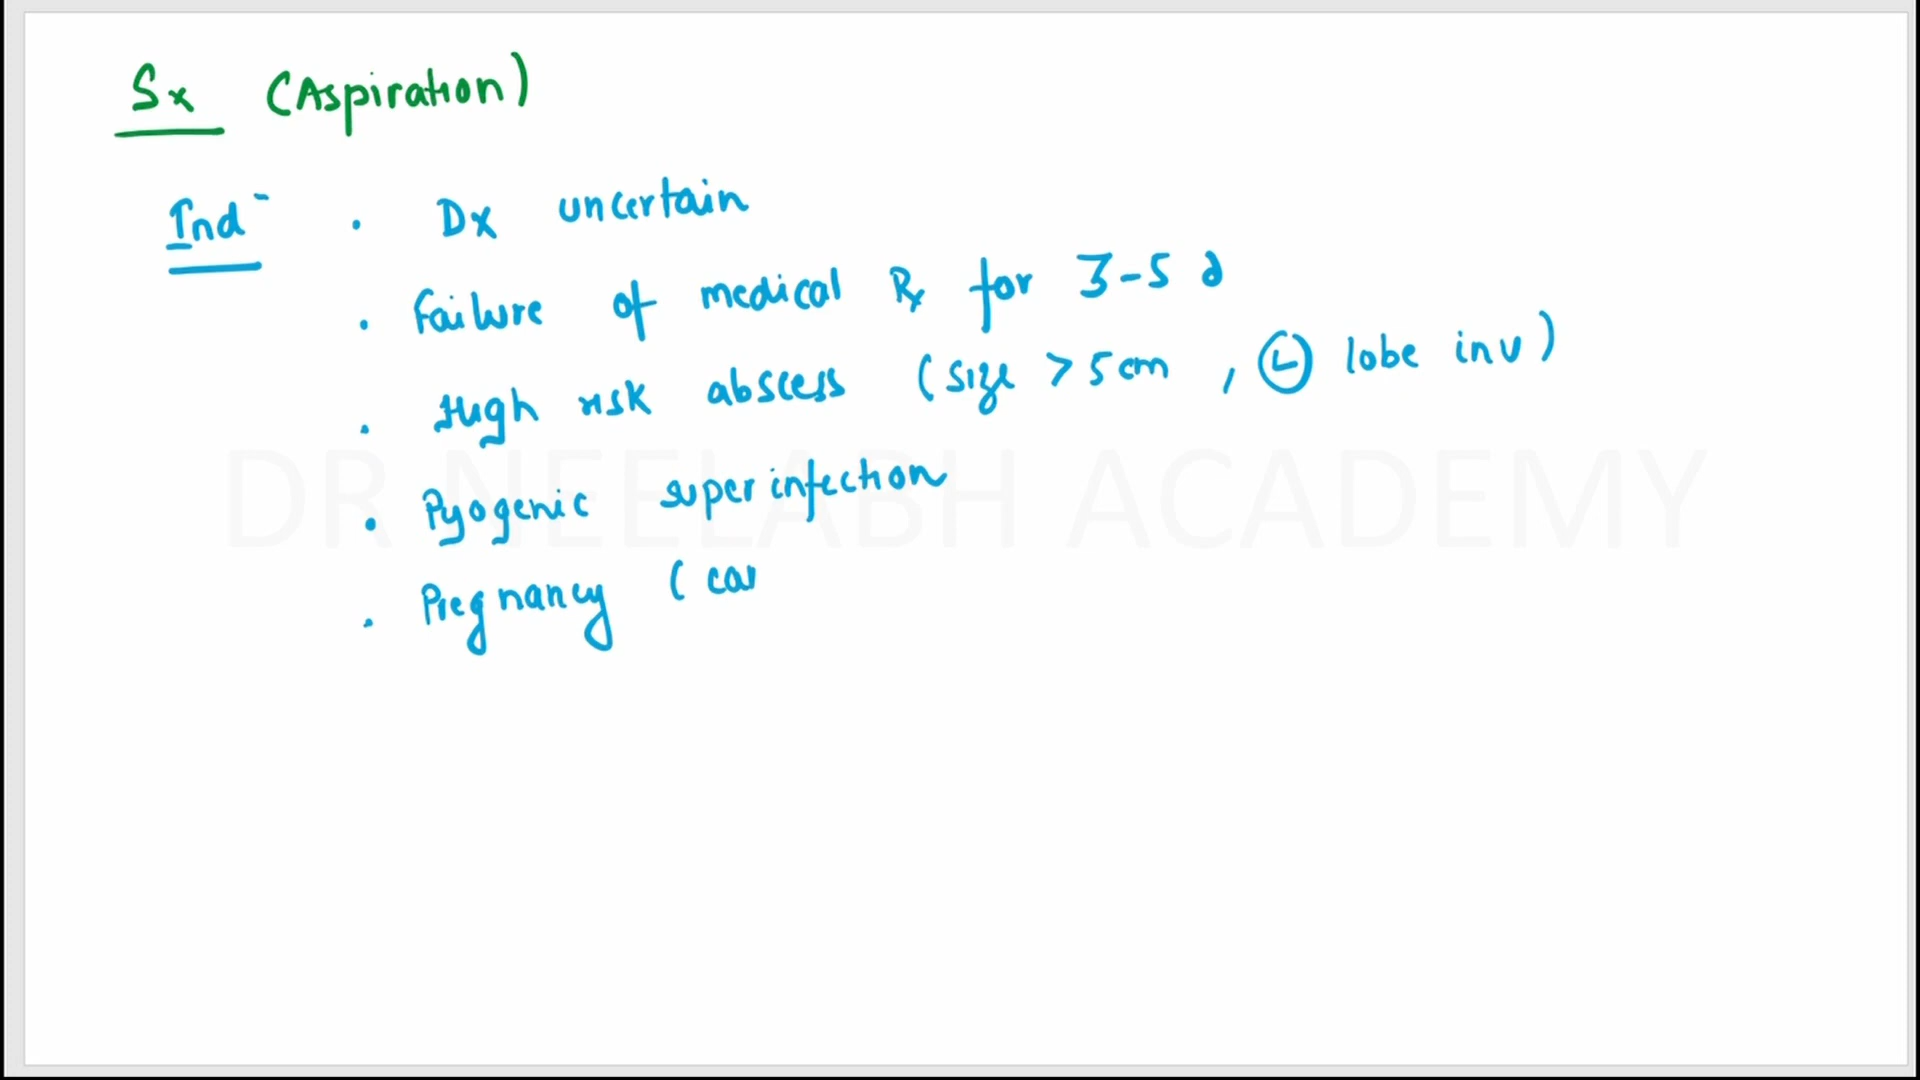 Sx (Aspiration)
Ind- • Dx uncertain
• Failure of medical Rx for 3-5 d
• High risk abscess (size > 5 cm, Ⓛ lobe inv)
DR NEELABH ACADEMY
• Pyogenic superinfection
• Pregnancy (can